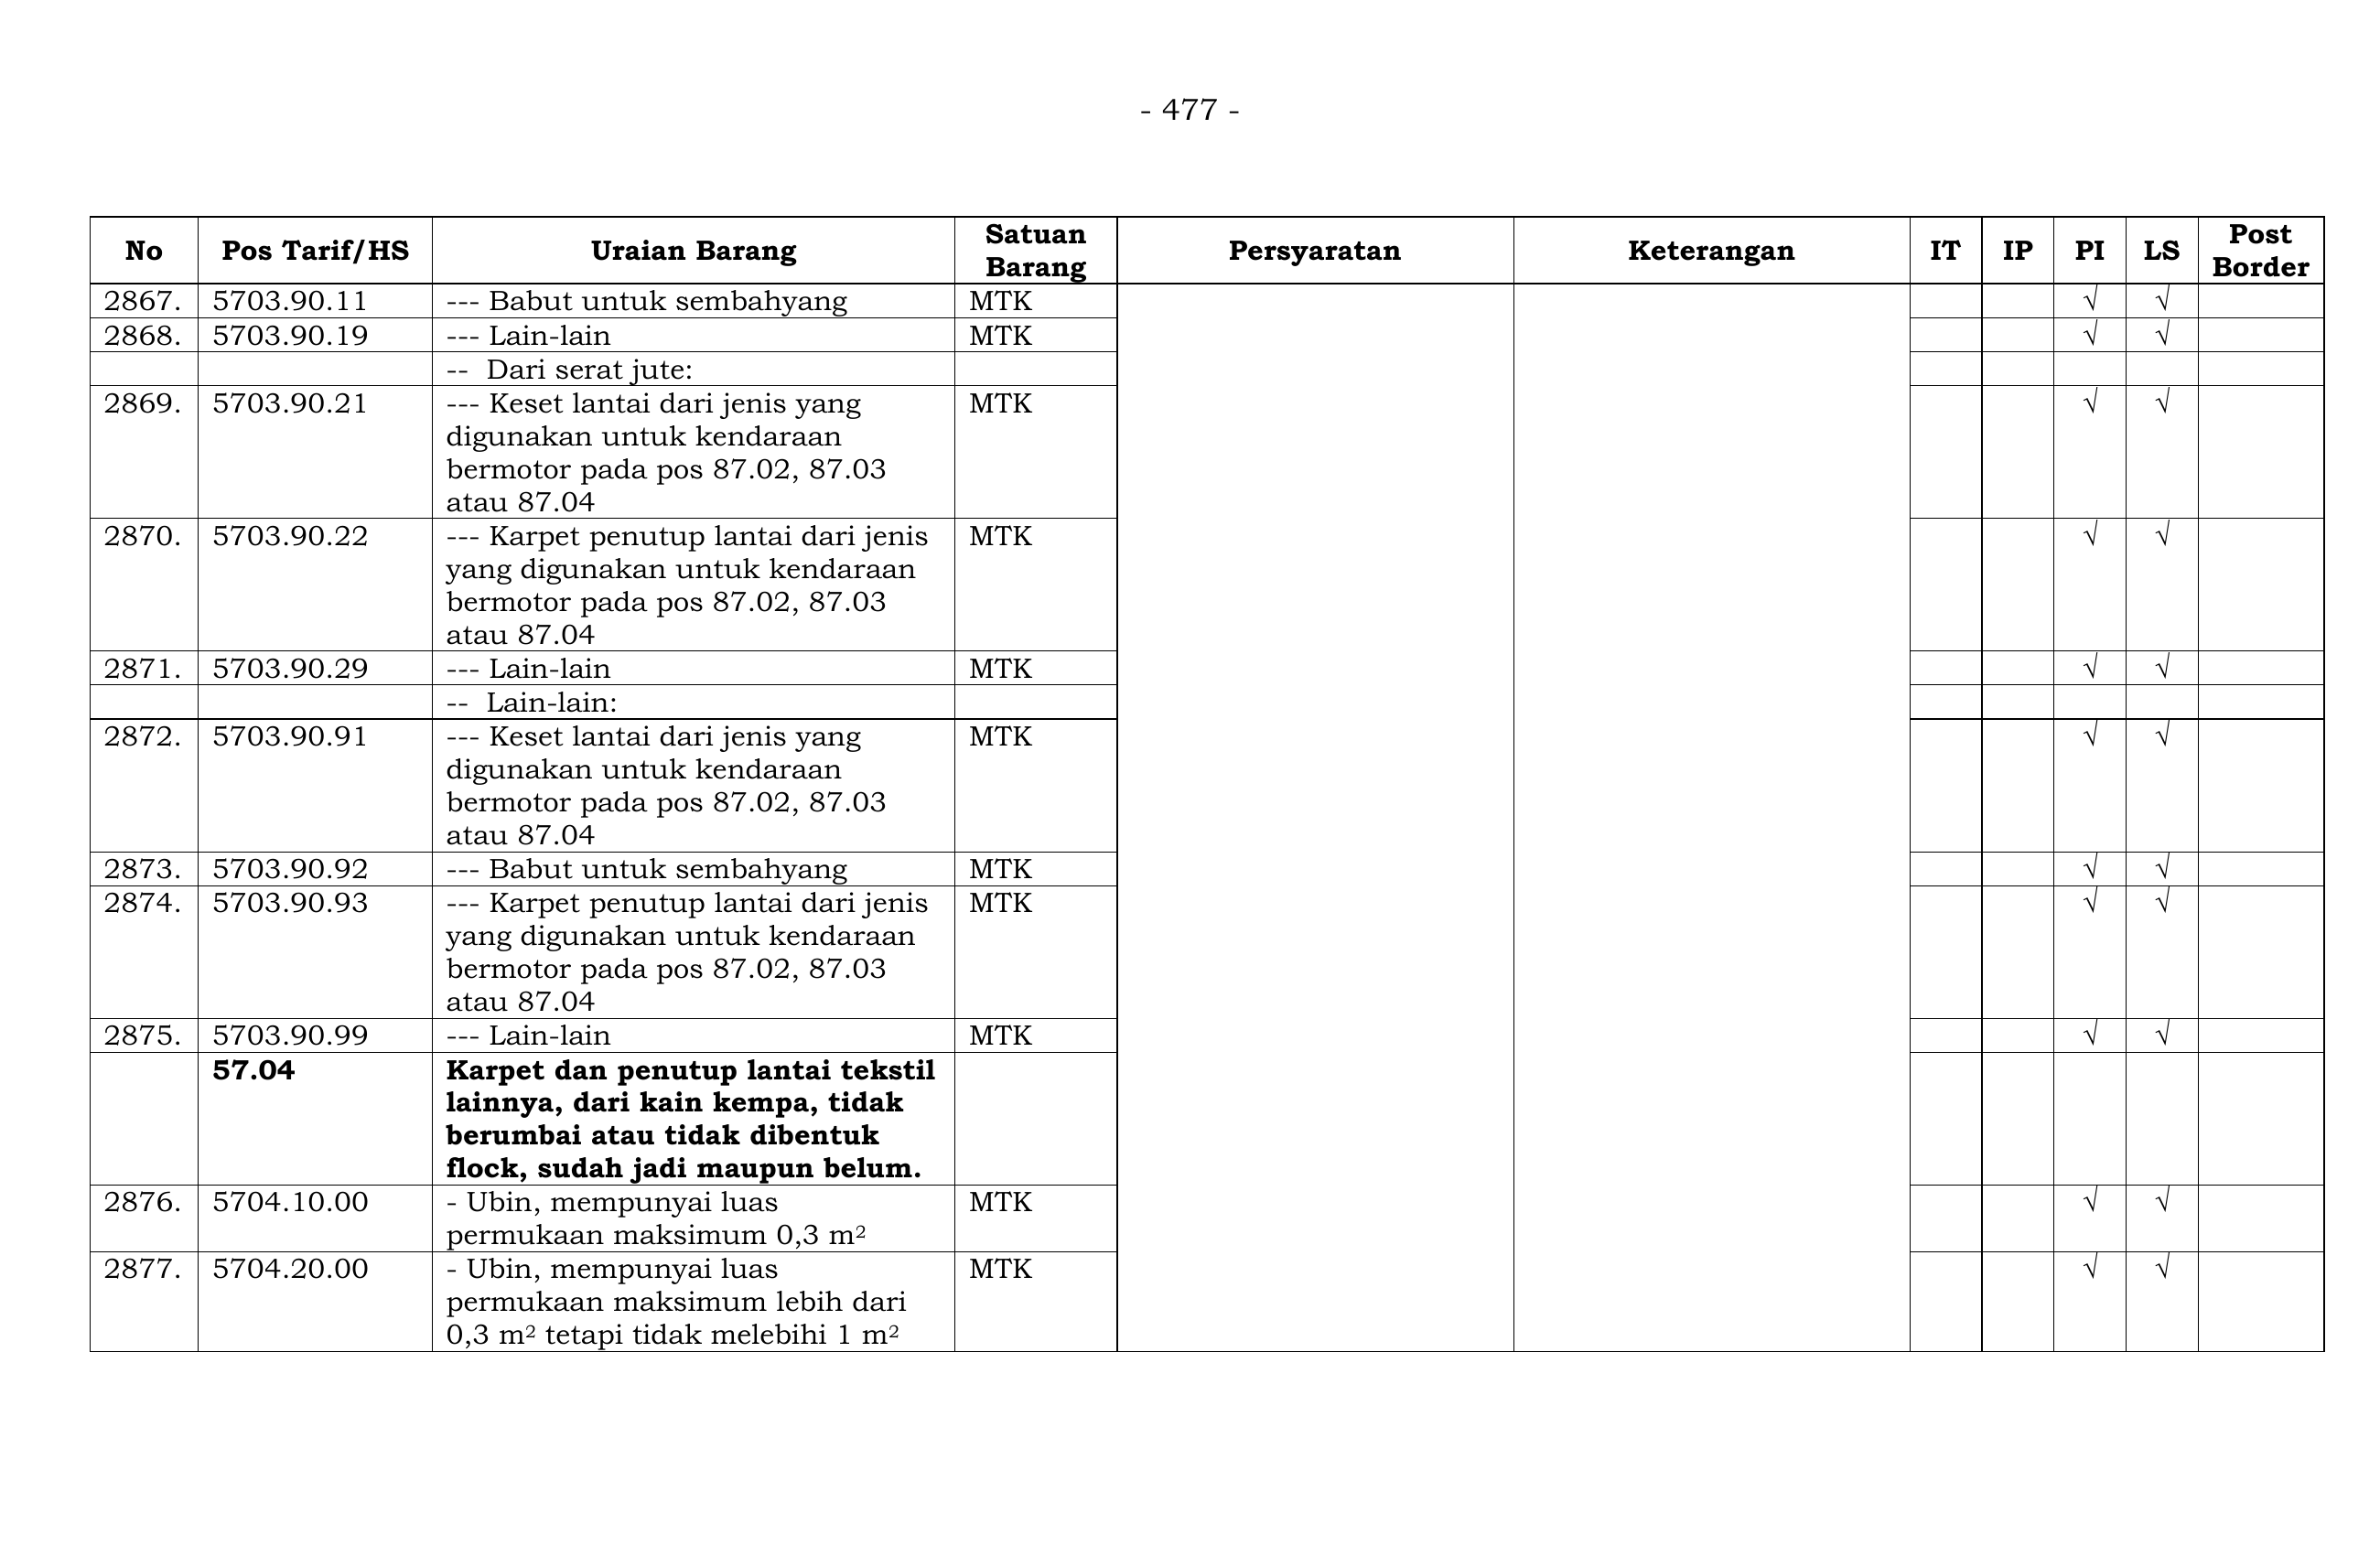 - 477 -
No Pos Tarif/HS Uraian Barang Satuan Barang Persyaratan Keterangan IT IP PI LS Post Border
2867. 5703.90.11 --- Babut untuk sembahyang MTK √ √
2868. 5703.90.19 --- Lain-lain MTK √ √
-- Dari serat jute:
2869. 5703.90.21 --- Keset lantai dari jenis yang MTK √ √
digunakan untuk kendaraan
bermotor pada pos 87.02, 87.03
atau 87.04
2870. 5703.90.22 --- Karpet penutup lantai dari jenis MTK √ √
yang digunakan untuk kendaraan
bermotor pada pos 87.02, 87.03
atau 87.04
2871. 5703.90.29 --- Lain-lain MTK √ √
-- Lain-lain:
2872. 5703.90.91 --- Keset lantai dari jenis yang MTK √ √
digunakan untuk kendaraan
bermotor pada pos 87.02, 87.03
atau 87.04
2873. 5703.90.92 --- Babut untuk sembahyang MTK √ √
2874. 5703.90.93 --- Karpet penutup lantai dari jenis MTK √ √
yang digunakan untuk kendaraan
bermotor pada pos 87.02, 87.03
atau 87.04
2875. 5703.90.99 --- Lain-lain MTK √ √
57.04 Karpet dan penutup lantai tekstil
lainnya, dari kain kempa, tidak
berumbai atau tidak dibentuk
flock, sudah jadi maupun belum.
2876. 5704.10.00 - Ubin, mempunyai luas MTK √ √
permukaan maksimum 0,3 m²
2877. 5704.20.00 - Ubin, mempunyai luas MTK √ √
permukaan maksimum lebih dari
0,3 m² tetapi tidak melebihi 1 m²